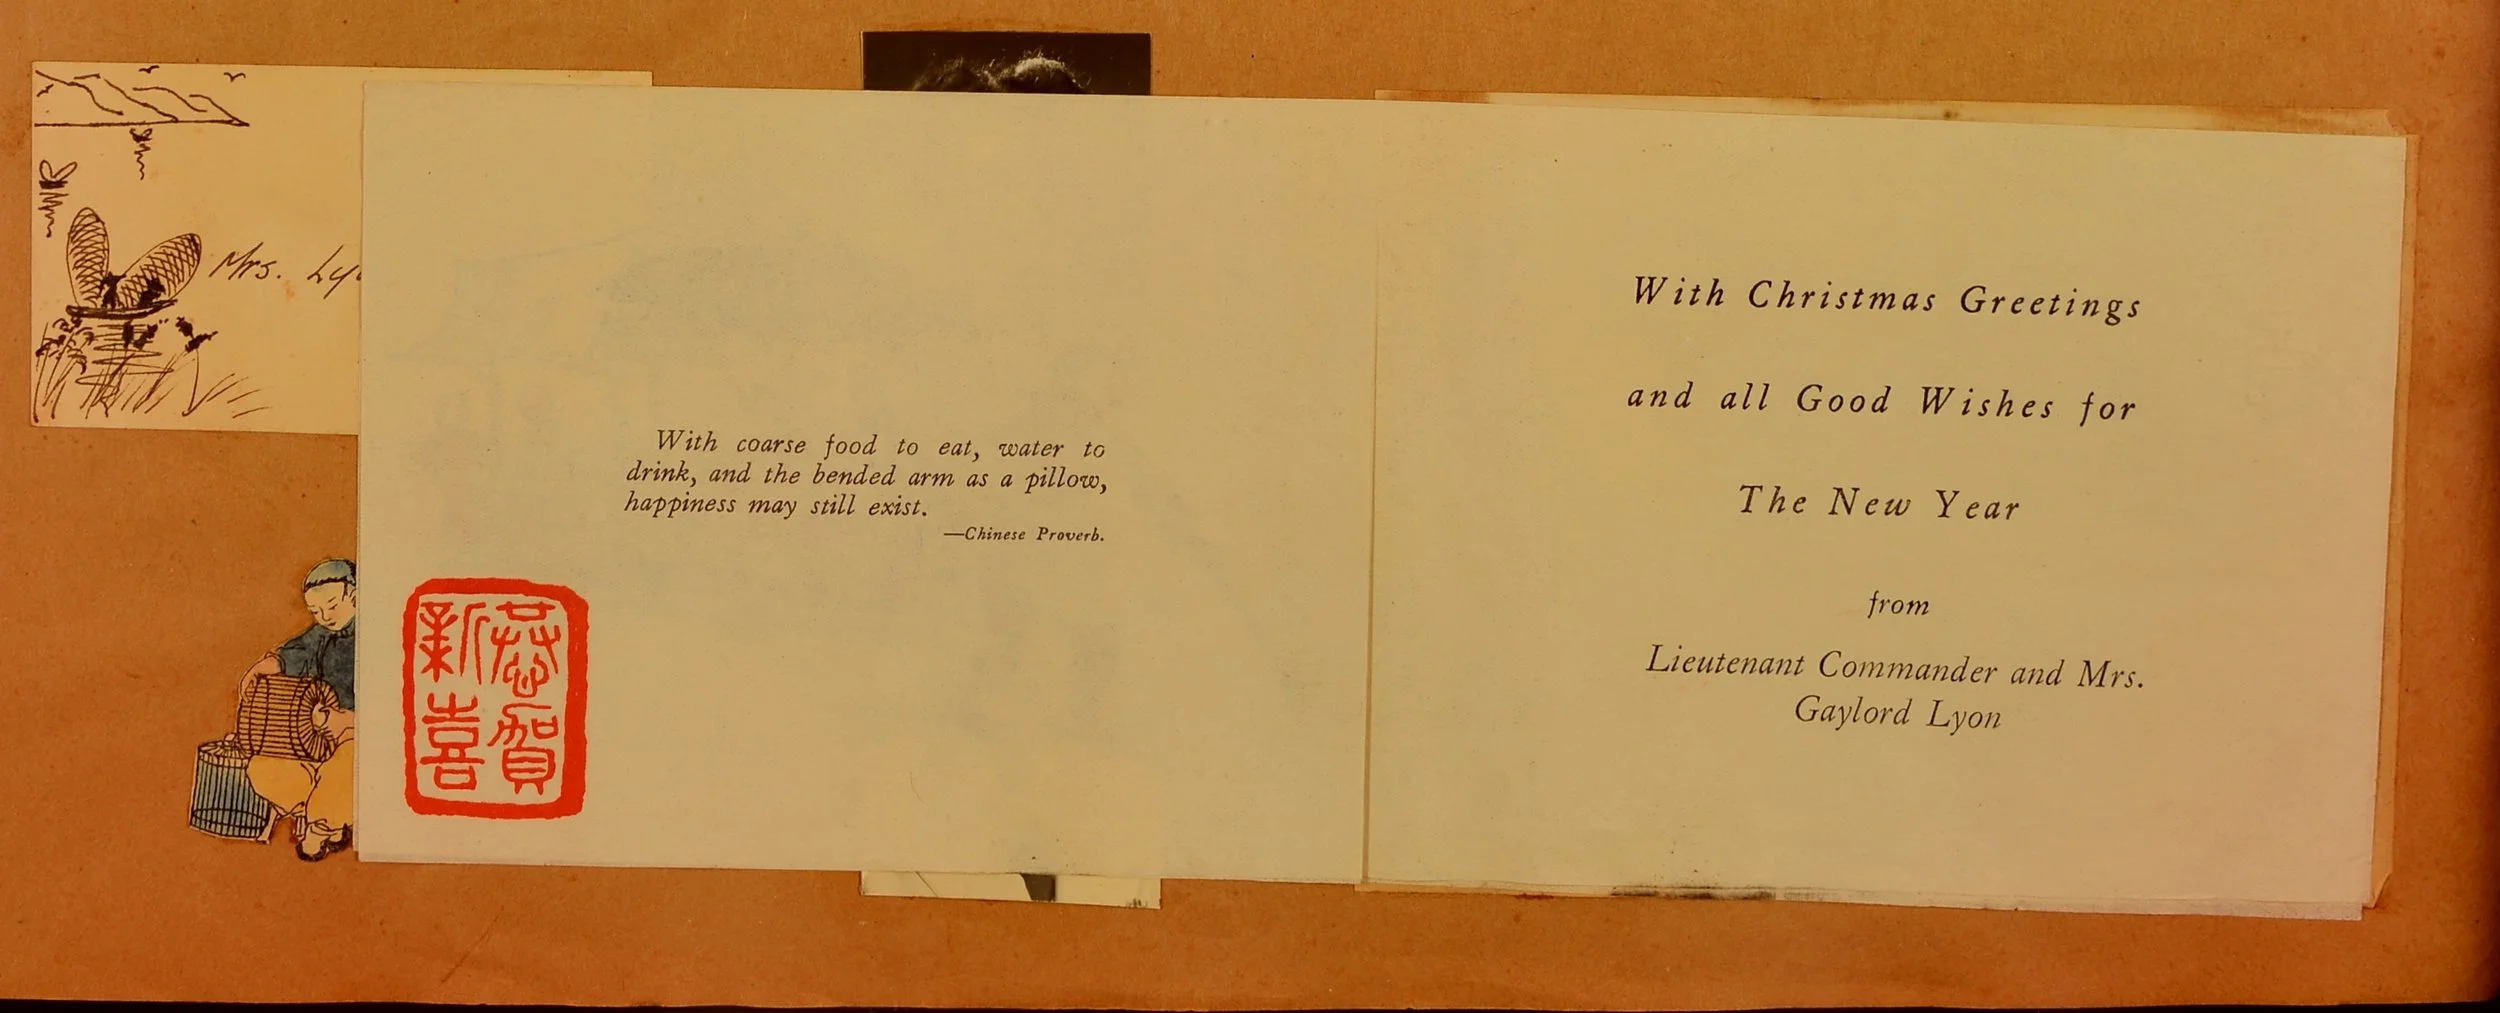 Mrs.
With coarse food to eat, water to
drink, and the bended arm as a pillow,
happiness may still exist.
—Chinese Proverb.
恭賀
新喜
With Christmas Greetings
and all Good Wishes for
The New Year
from
Lieutenant Commander and Mrs.
Gaylord Lyon